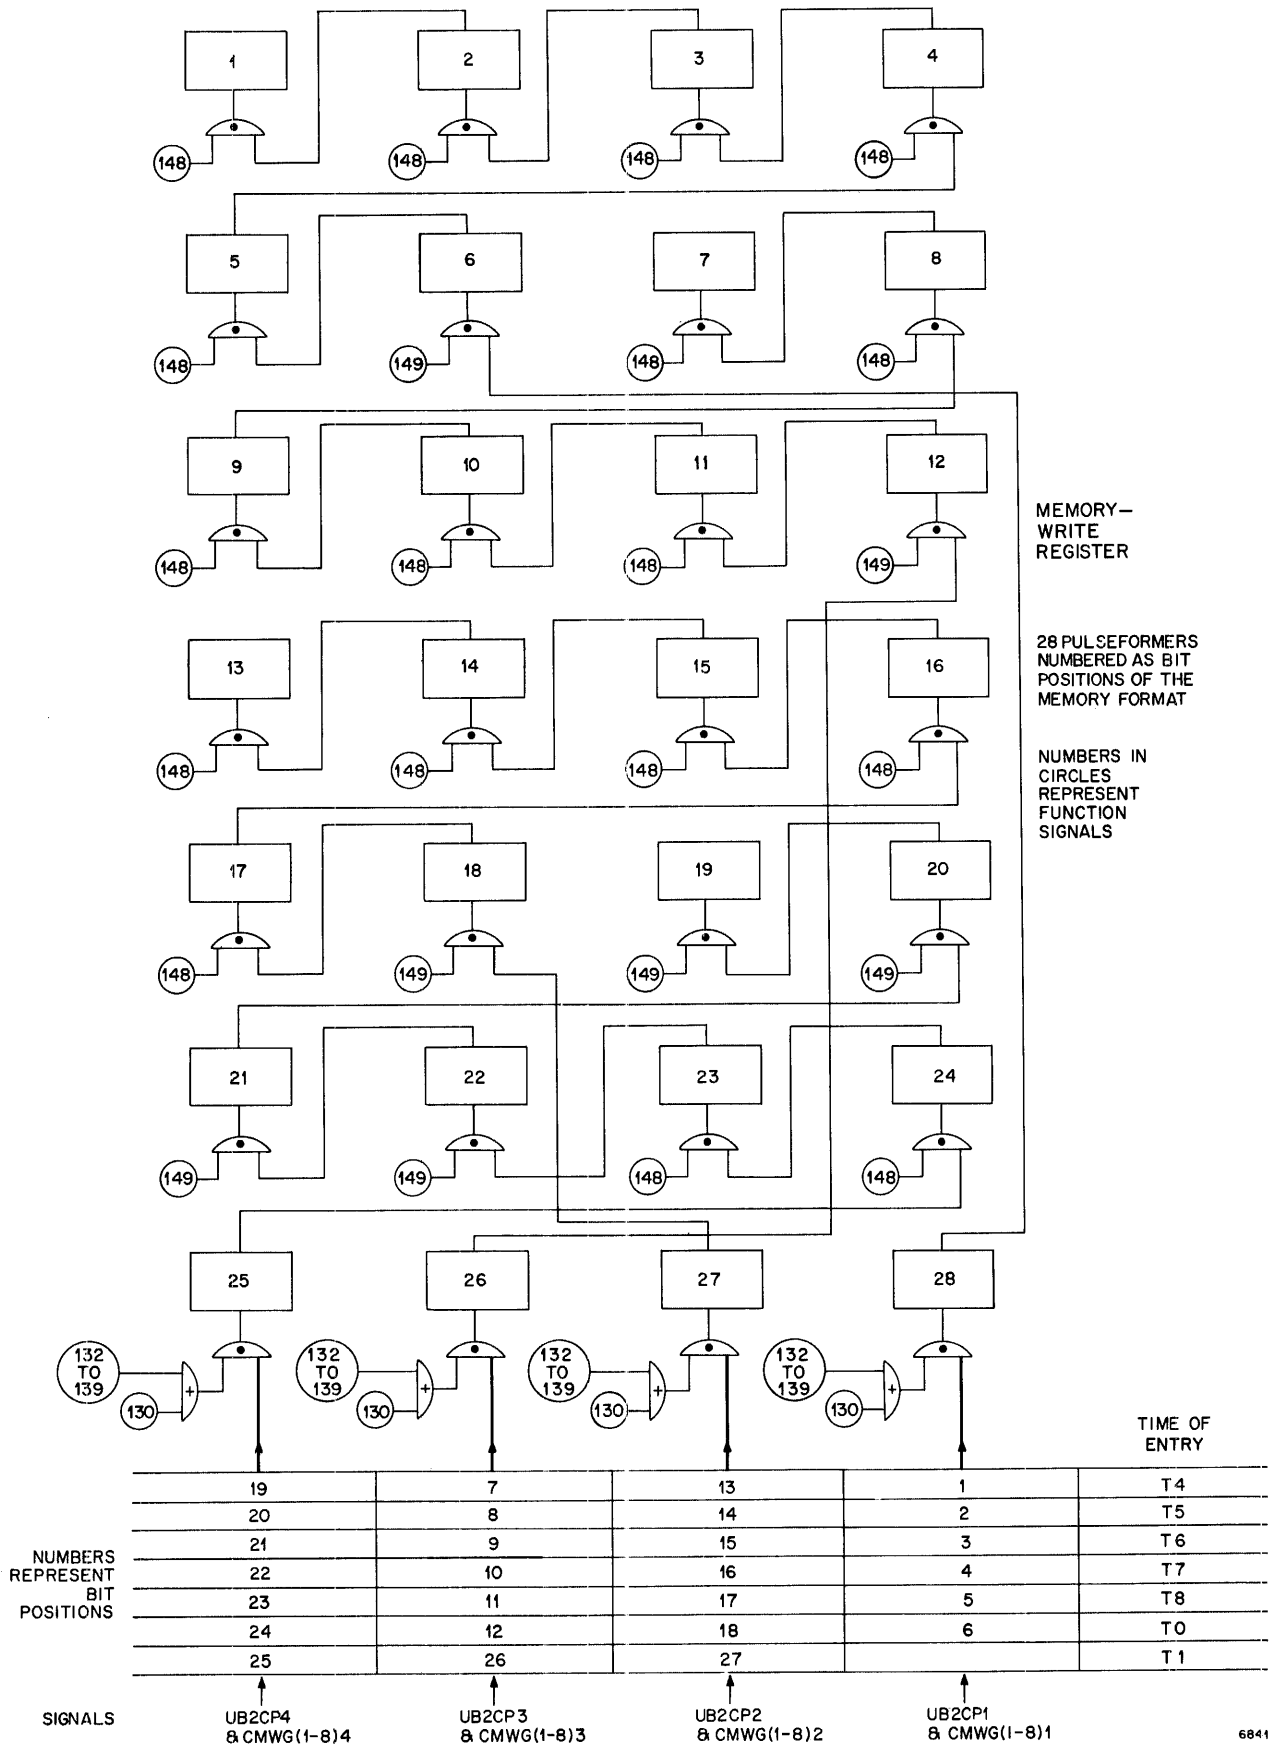 1 2 3 4
148 148 148 148
5 6 7 8
148 149 148 148
9 10 11 12
148 148 148 149
MEMORY—
WRITE
REGISTER
13 14 15 16
28 PULSEFORMERS
NUMBERED AS BIT
POSITIONS OF THE
MEMORY FORMAT
148 148 148 148
NUMBERS IN
CIRCLES
REPRESENT
FUNCTION
SIGNALS
17 18 19 20
148 149 149 149
21 22 23 24
149 149 148 148
25 26 27 28
132 132 132 132
TO TO TO TO
139 139 139 139
+ + + +
130 130 130 130
TIME OF
ENTRY
19 7 13 1 T4
20 8 14 2 T5
21 9 15 3 T6
22 10 16 4 T7
23 11 17 5 T8
24 12 18 6 T0
25 26 27 T1
NUMBERS
REPRESENT
BIT
POSITIONS
SIGNALS
UB2CP4
& CMWG(1-8)4
UB2CP3
& CMWG(1-8)3
UB2CP2
& CMWG(1-8)2
UB2CP1
& CMWG(1-8)1